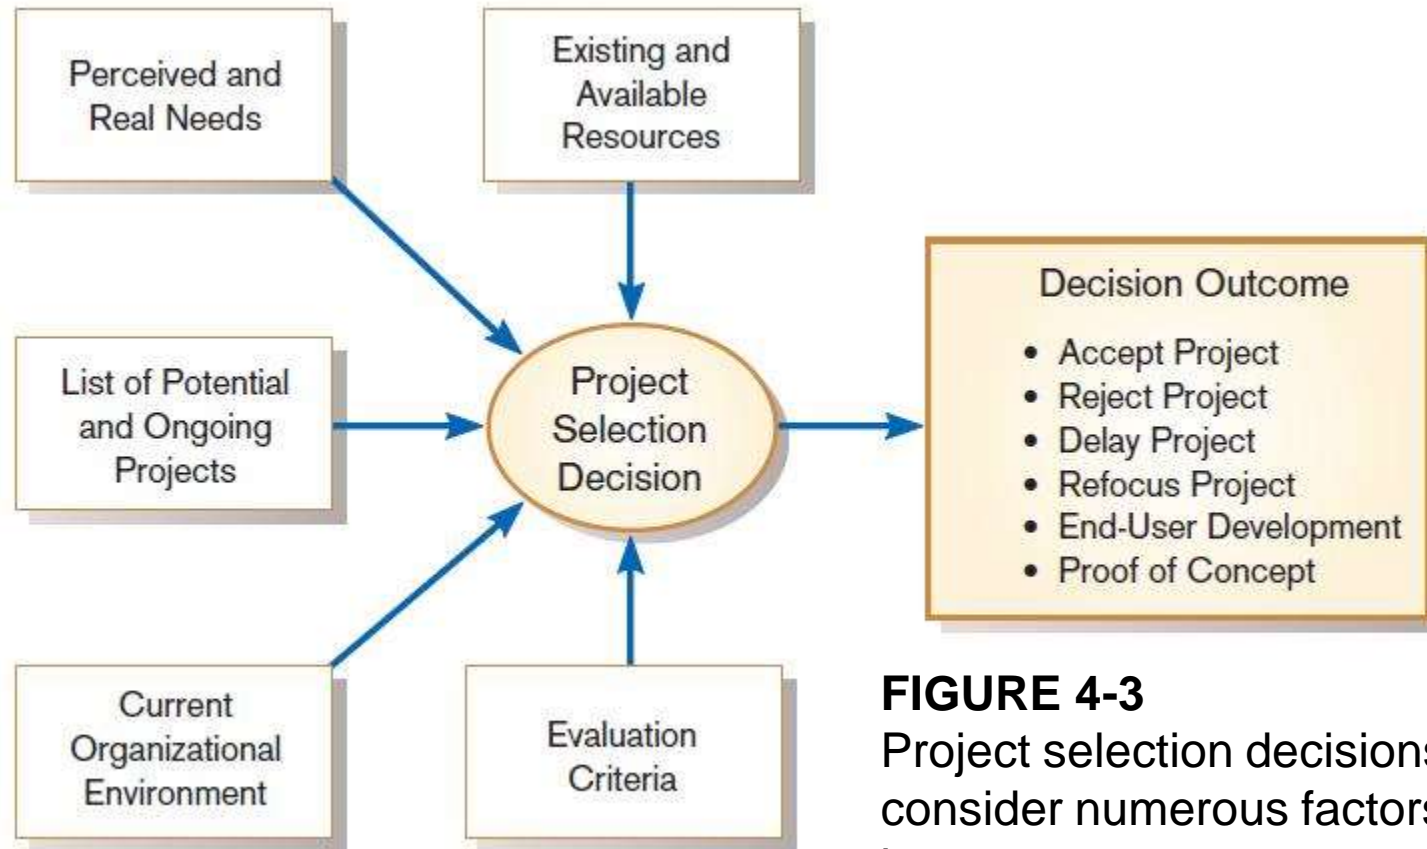 Perceived and
Real Needs
Existing and
Available
Resources
List of Potential
and Ongoing
Projects
Project
Selection
Decision
Current
Organizational
Environment
Evaluation
Criteria
Decision Outcome
• Accept Project
• Reject Project
• Delay Project
• Refocus Project
• End-User Development
• Proof of Concept
FIGURE 4-3
Project selection decisions
consider numerous factors